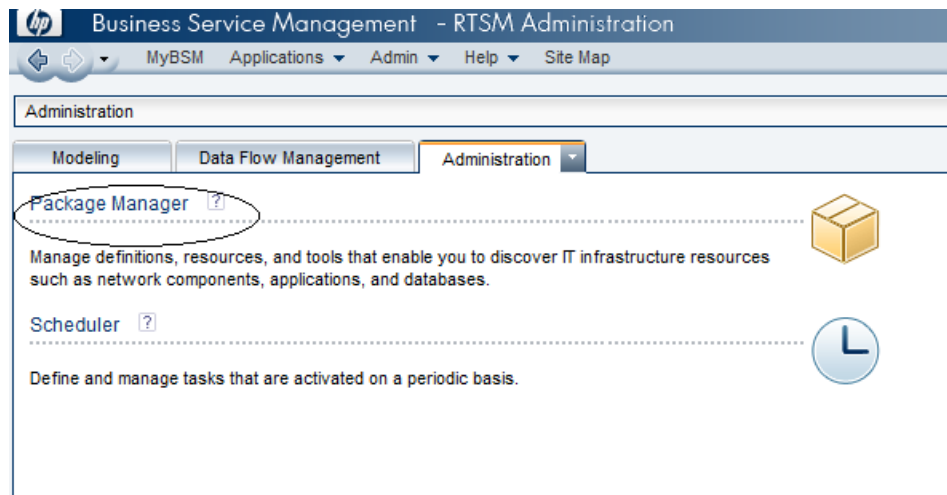 hp Business Service Management - RTSM Administration
MyBSM Applications Admin Help Site Map
Administration
Modeling Data Flow Management Administration
Package Manager ?
Manage definitions, resources, and tools that enable you to discover IT infrastructure resources
such as network components, applications, and databases.
Scheduler ?
Define and manage tasks that are activated on a periodic basis.